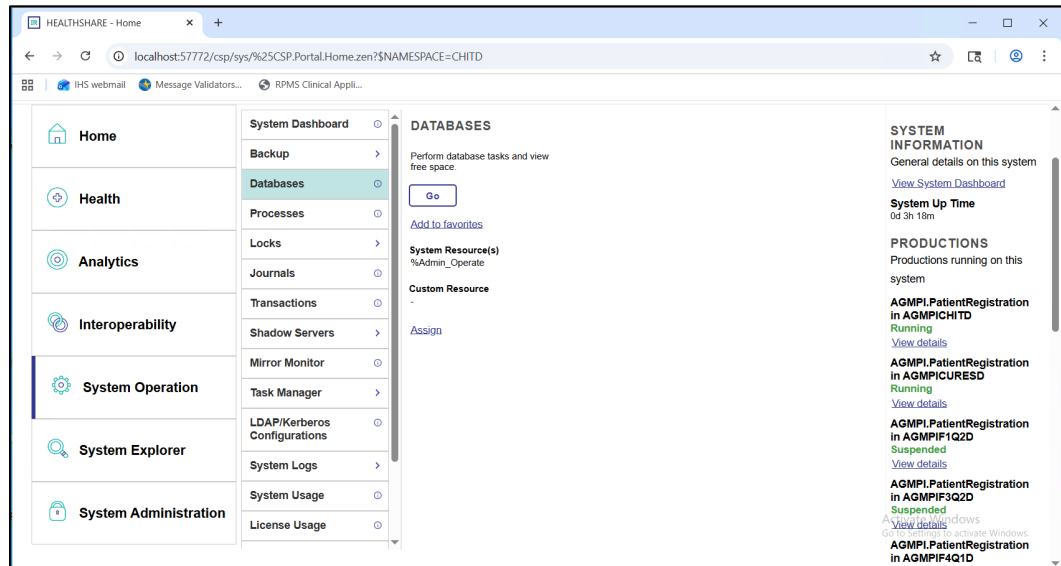 HEALTHSHARE - Home
localhost:57772/csp/sys/%25CSP.Portal.Home.zen?$NAMESPACE=CHITD
IHS webmail
Message Validators...
RPMS Clinical Appli...
Home
Health
Analytics
Interoperability
System Operation
System Explorer
System Administration
System Dashboard
Backup
Databases
Processes
Locks
Journals
Transactions
Shadow Servers
Mirror Monitor
Task Manager
LDAP/Kerberos
Configurations
System Logs
System Usage
License Usage
DATABASES
Perform database tasks and view
free space.
Go
Add to favorites
System Resource(s)
%Admin_Operate
Custom Resource
-
Assign
SYSTEM
INFORMATION
General details on this system
View System Dashboard
System Up Time
0d 3h 18m
PRODUCTIONS
Productions running on this
system
AGMPI.PatientRegistration
in AGMPICHITD
Running
View details
AGMPI.PatientRegistration
in AGMPICURESD
Running
View details
AGMPI.PatientRegistration
in AGMPIF1Q2D
Suspended
View details
AGMPI.PatientRegistration
in AGMPIF3Q2D
Suspended
View details
AGMPI.PatientRegistration
in AGMPIF4Q1D
Activate Windows
Go to Settings to activate Windows.